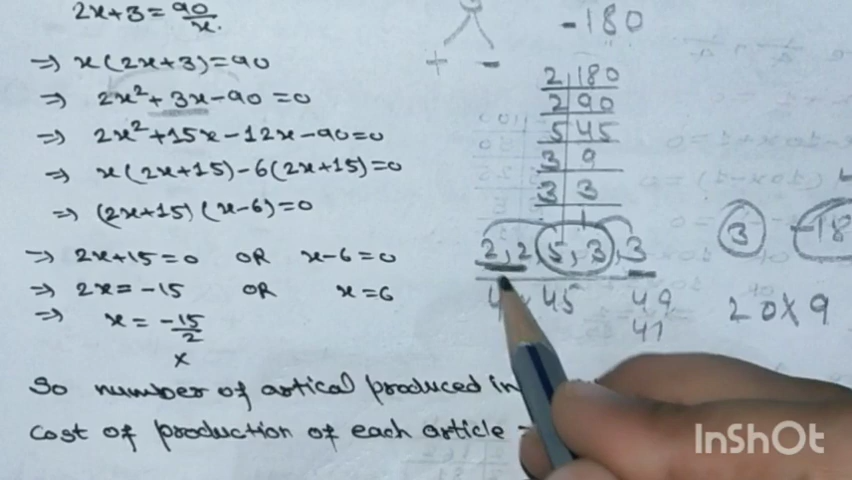 2x+3 = 90/x.
⇒ x(2x+3)=90
⇒ 2x²+3x-90=0
⇒ 2x²+15x-12x-90=0
⇒ x(2x+15)-6(2x+15)=0
⇒ (2x+15)(x-6)=0
⇒ 2x+15=0 OR x-6=0
⇒ 2x=-15 OR x=6
⇒ x=-15/2
x
So number of artical produced in
cost of production of each article
-180
+ -
2 180
2 90
5 45
3 9
3 3
1
2,2,5,3,3
45 49
47
3 -18
20x9
InShOt